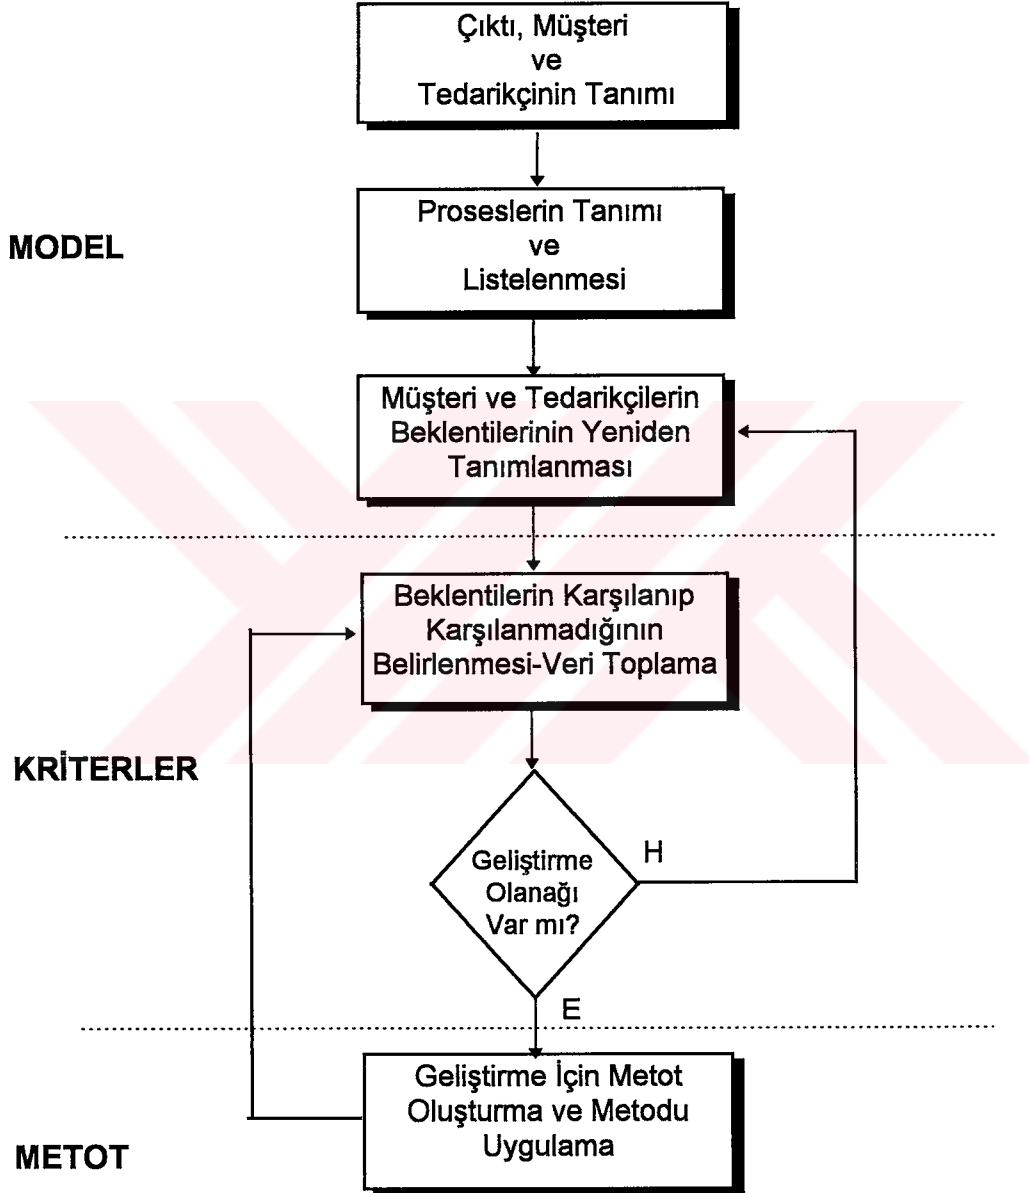 Çıktı, Müşteri
ve
Tedarikçinin Tanımı
Proseslerin Tanımı
ve
Listelenmesi
MODEL
Müşteri ve Tedarikçilerin
Beklentilerinin Yeniden
Tanımlanması
Beklentilerin Karşılanıp
Karşılanmadığının
Belirlenmesi-Veri Toplama
KRİTERLER
Geliştirme
Olanağı
Var mı?
H
E
Geliştirme İçin Metot
Oluşturma ve Metodu
Uygulama
METOT